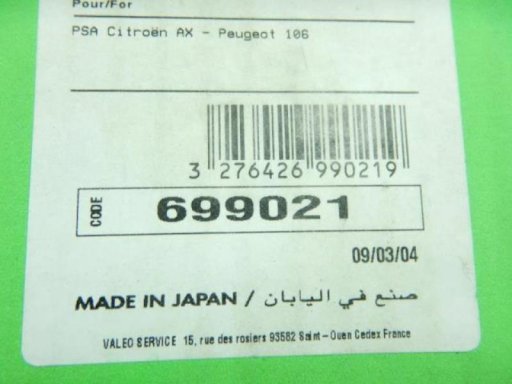 Pour/For
PSA Citroën AX - Peugeot 106
3 276426 990219
CODE 699021
09/03/04
MADE IN JAPAN / صنع في اليابان
VALEO SERVICE 15, rue des rosiers 93582 Saint-Ouen Cedex France